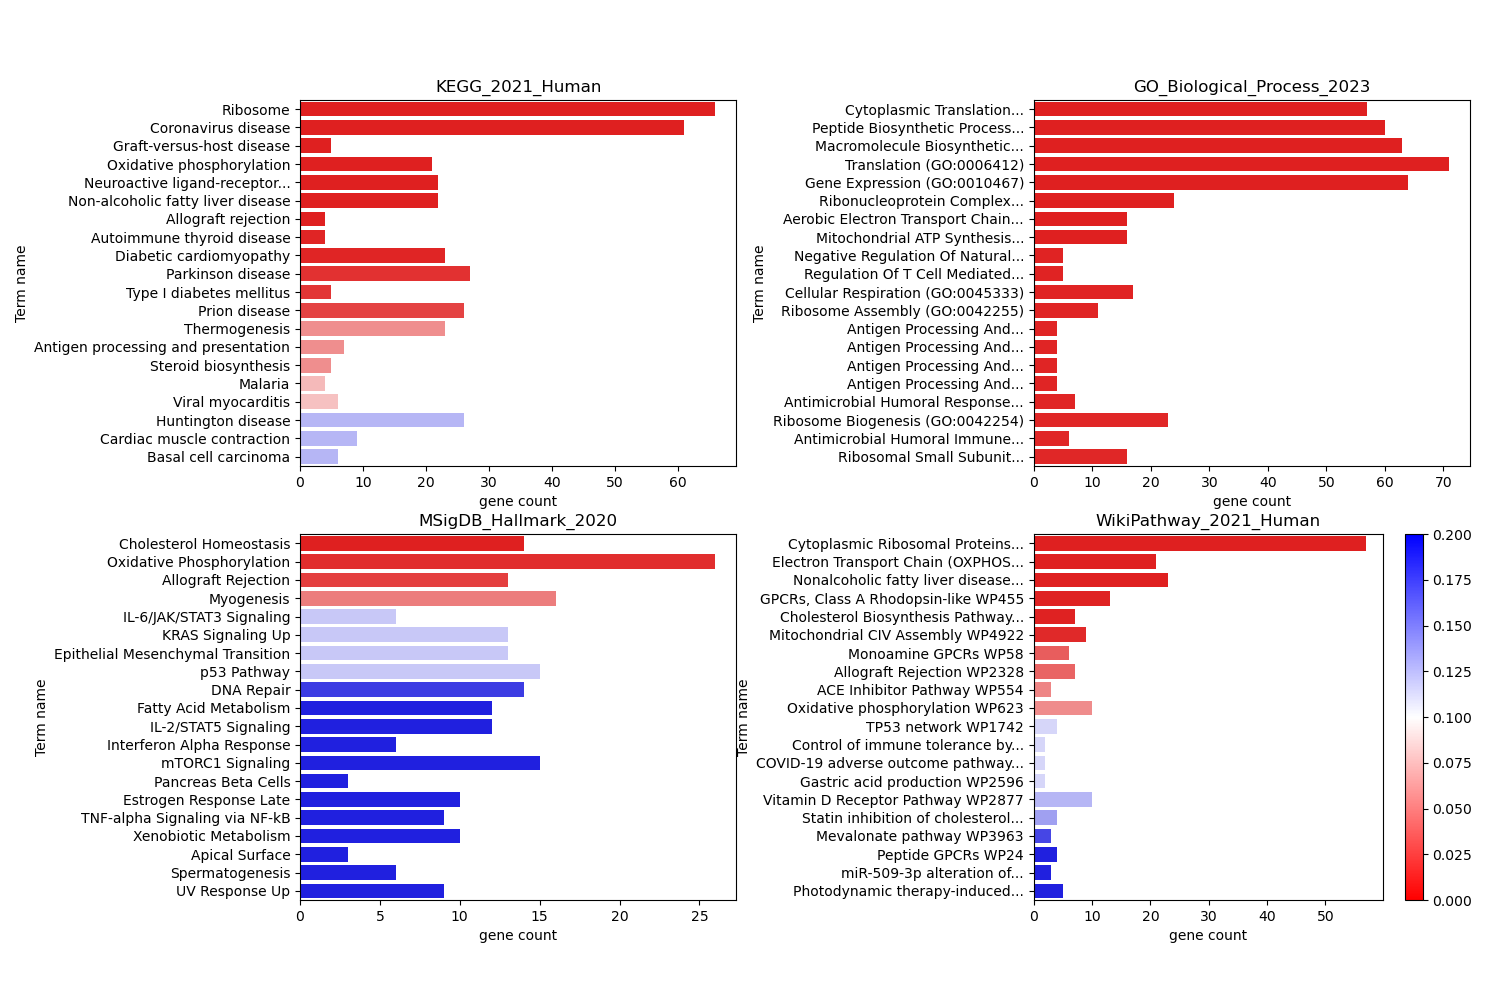 KEGG_2021_Human
Term name
Ribosome
Coronavirus disease
Graft-versus-host disease
Oxidative phosphorylation
Neuroactive ligand-receptor...
Non-alcoholic fatty liver disease
Allograft rejection
Autoimmune thyroid disease
Diabetic cardiomyopathy
Parkinson disease
Type I diabetes mellitus
Prion disease
Thermogenesis
Antigen processing and presentation
Steroid biosynthesis
Malaria
Viral myocarditis
Huntington disease
Cardiac muscle contraction
Basal cell carcinoma
0 10 20 30 40 50 60
gene count
GO_Biological_Process_2023
Term name
Cytoplasmic Translation...
Peptide Biosynthetic Process...
Macromolecule Biosynthetic...
Translation (GO:0006412)
Gene Expression (GO:0010467)
Ribonucleoprotein Complex...
Aerobic Electron Transport Chain...
Mitochondrial ATP Synthesis...
Negative Regulation Of Natural...
Regulation Of T Cell Mediated...
Cellular Respiration (GO:0045333)
Ribosome Assembly (GO:0042255)
Antigen Processing And...
Antigen Processing And...
Antigen Processing And...
Antigen Processing And...
Antimicrobial Humoral Response...
Ribosome Biogenesis (GO:0042254)
Antimicrobial Humoral Immune...
Ribosomal Small Subunit...
0 10 20 30 40 50 60 70
gene count
MSigDB_Hallmark_2020
Term name
Cholesterol Homeostasis
Oxidative Phosphorylation
Allograft Rejection
Myogenesis
IL-6/JAK/STAT3 Signaling
KRAS Signaling Up
Epithelial Mesenchymal Transition
p53 Pathway
DNA Repair
Fatty Acid Metabolism
IL-2/STAT5 Signaling
Interferon Alpha Response
mTORC1 Signaling
Pancreas Beta Cells
Estrogen Response Late
TNF-alpha Signaling via NF-kB
Xenobiotic Metabolism
Apical Surface
Spermatogenesis
UV Response Up
0 5 10 15 20 25
gene count
WikiPathway_2021_Human
Term name
Cytoplasmic Ribosomal Proteins...
Electron Transport Chain (OXPHOS...
Nonalcoholic fatty liver disease...
GPCRs, Class A Rhodopsin-like WP455
Cholesterol Biosynthesis Pathway...
Mitochondrial CIV Assembly WP4922
Monoamine GPCRs WP58
Allograft Rejection WP2328
ACE Inhibitor Pathway WP554
Oxidative phosphorylation WP623
TP53 network WP1742
Control of immune tolerance by...
COVID-19 adverse outcome pathway...
Gastric acid production WP2596
Vitamin D Receptor Pathway WP2877
Statin inhibition of cholesterol...
Mevalonate pathway WP3963
Peptide GPCRs WP24
miR-509-3p alteration of...
Photodynamic therapy-induced...
0 10 20 30 40 50
gene count
0.200
0.175
0.150
0.125
0.100
0.075
0.050
0.025
0.000